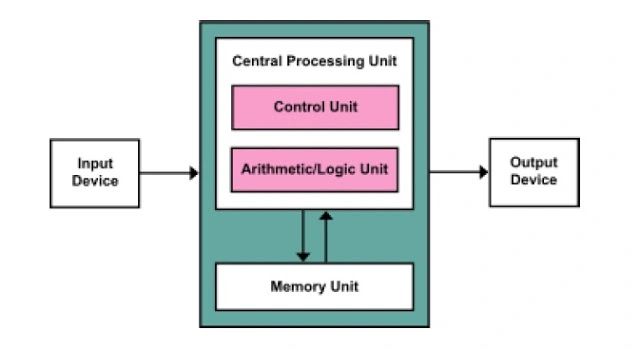 Central Processing Unit
Control Unit
Input
Device
Arithmetic/Logic Unit
Output
Device
Memory Unit